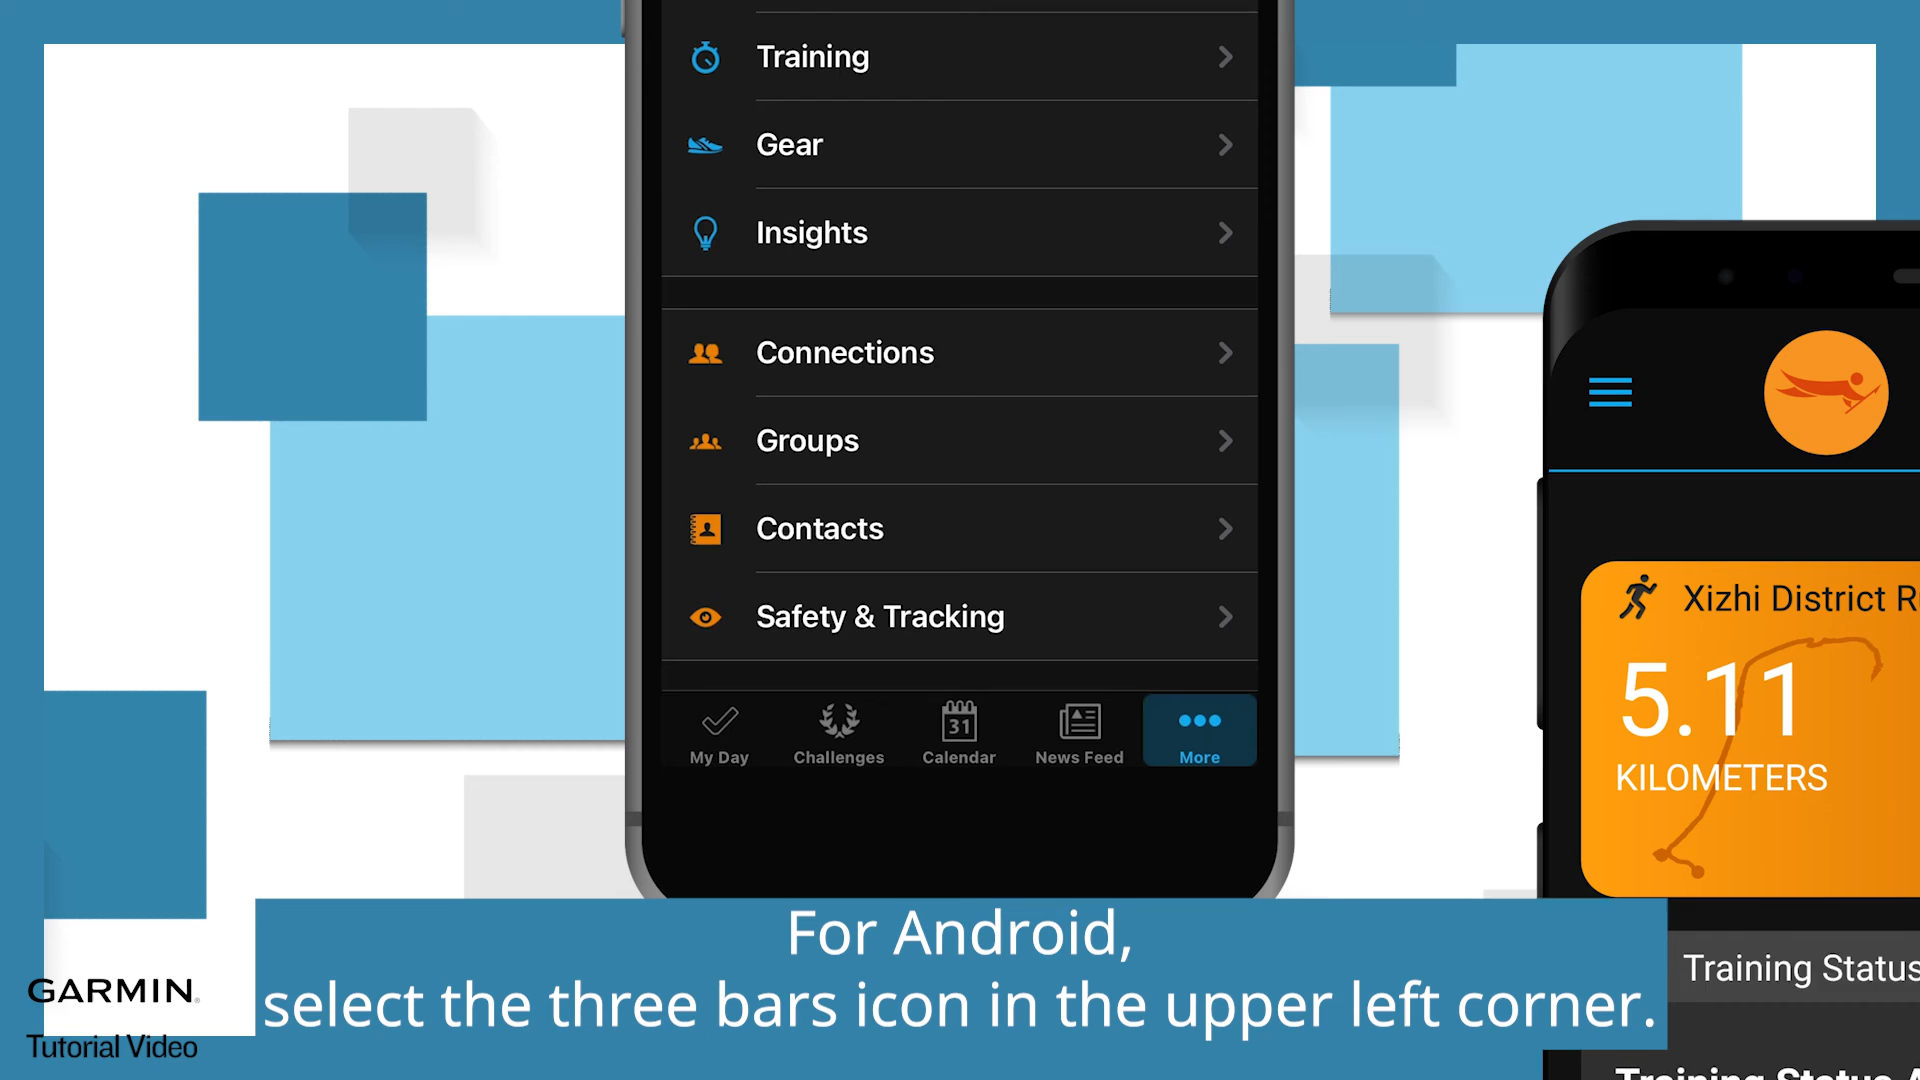 Training
Gear
Insights
Connections
Groups
Contacts
Safety & Tracking
31
My Day
Challenges
Calendar
News Feed
More
Xizhi District R
5.11
KILOMETERS
Training Status
Training Status A
For Android,
select the three bars icon in the upper left corner.
GARMIN
Tutorial Video